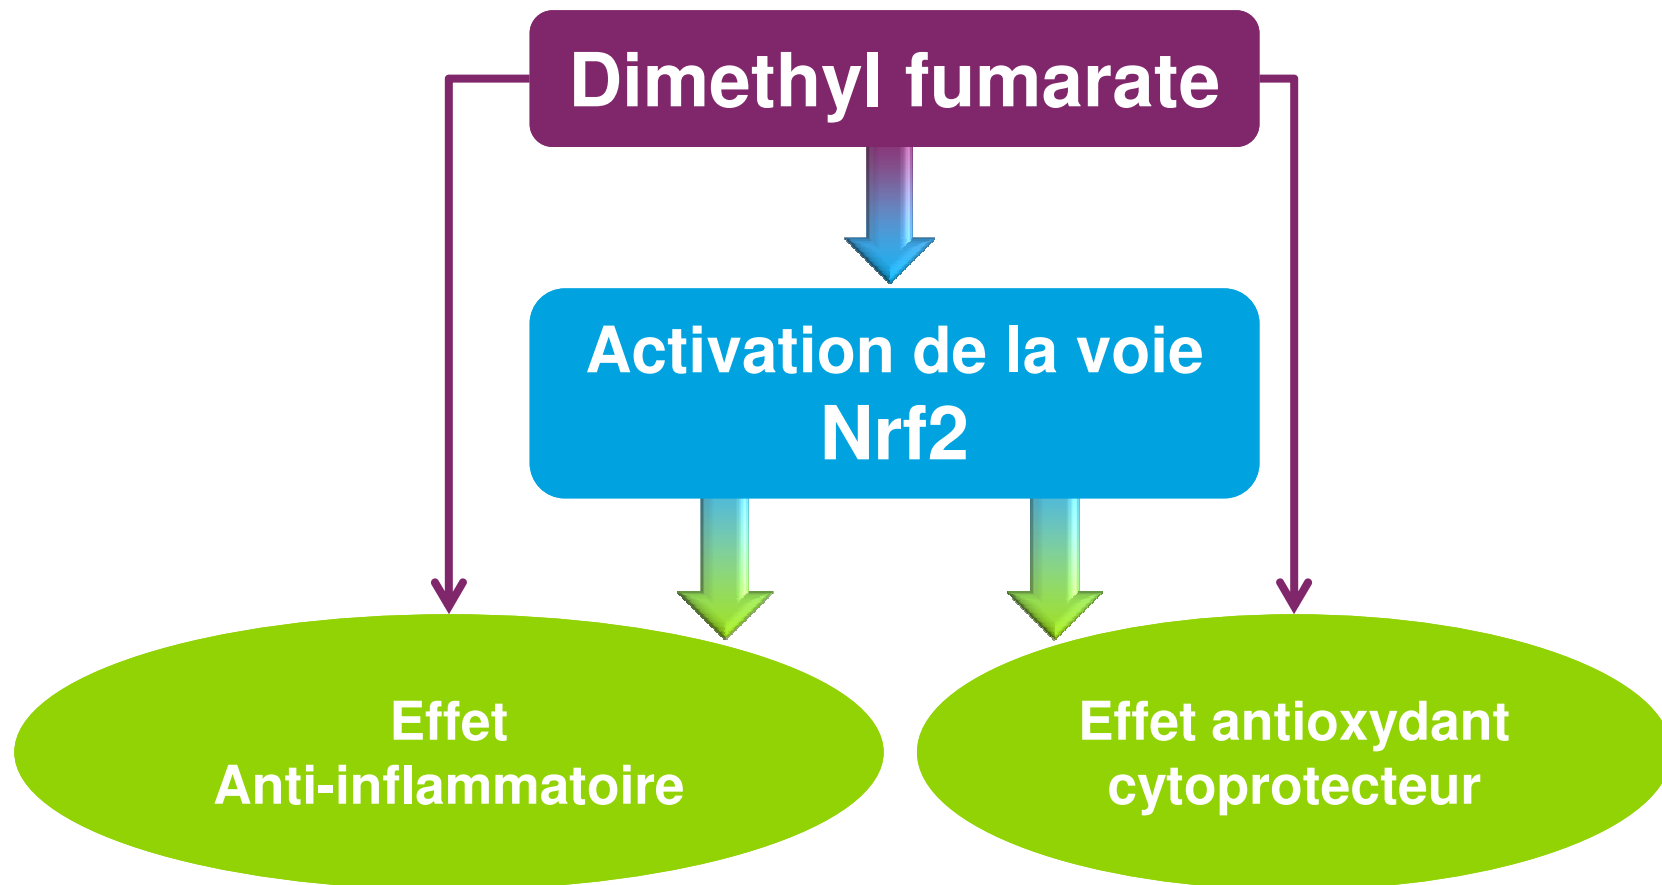 Dimethyl fumarate
Activation de la voie
Nrf2
Effet
Anti-inflammatoire
Effet antioxydant
cytoprotecteur